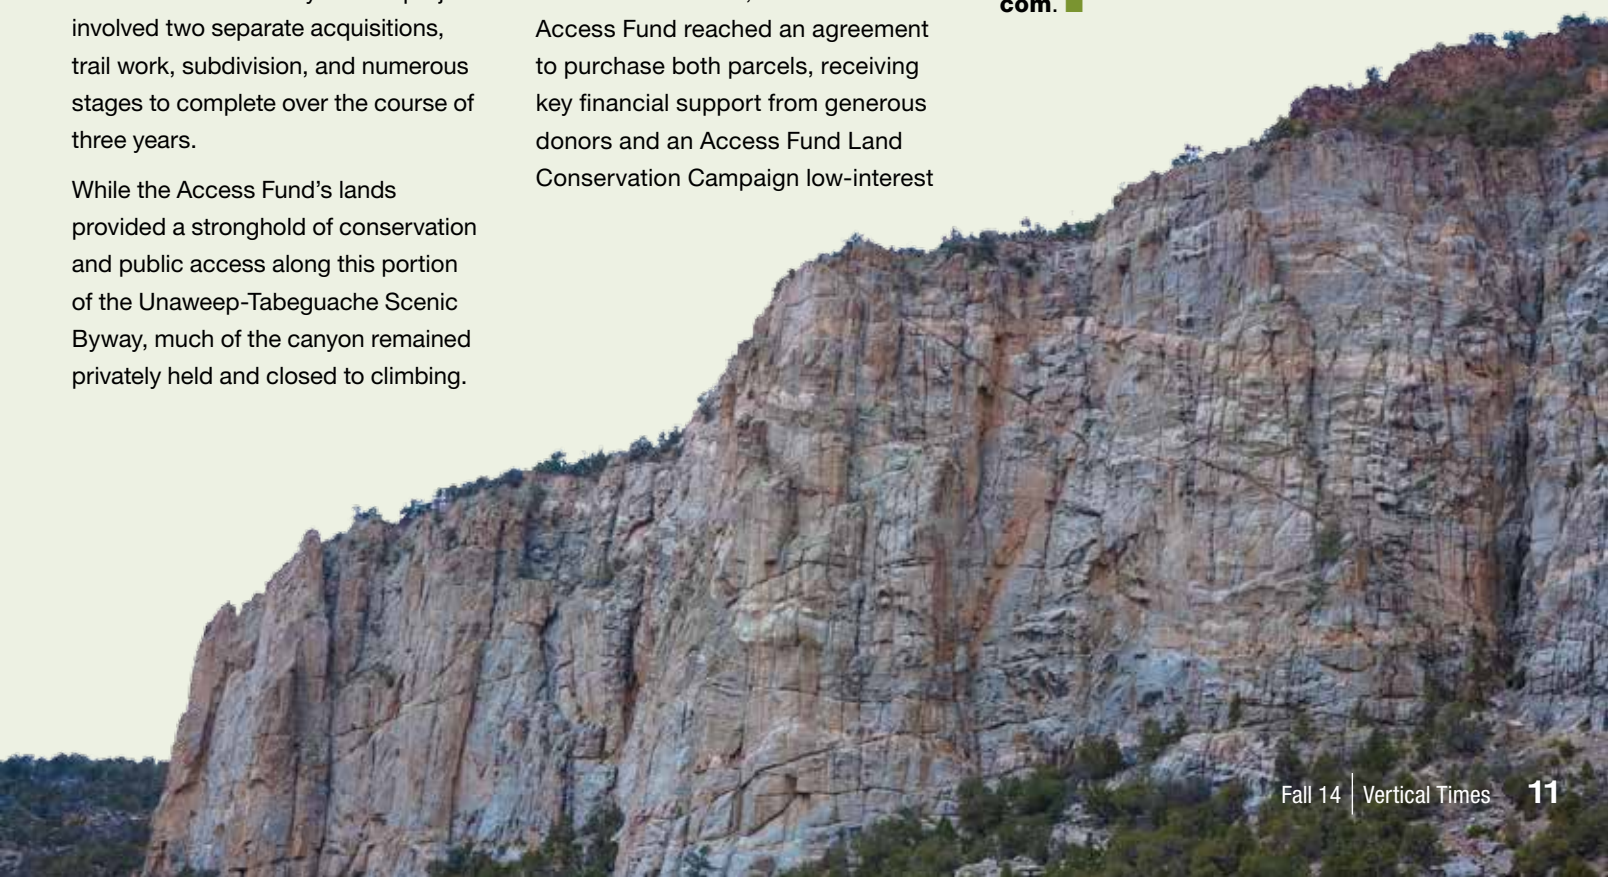 involved two separate acquisitions,
trail work, subdivision, and numerous
stages to complete over the course of
three years.
While the Access Fund’s lands
provided a stronghold of conservation
and public access along this portion
of the Unaweep-Tabeguache Scenic
Byway, much of the canyon remained
privately held and closed to climbing.
Access Fund reached an agreement
to purchase both parcels, receiving
key financial support from generous
donors and an Access Fund Land
Conservation Campaign low-interest
com.
Fall 14 | Vertical Times 11